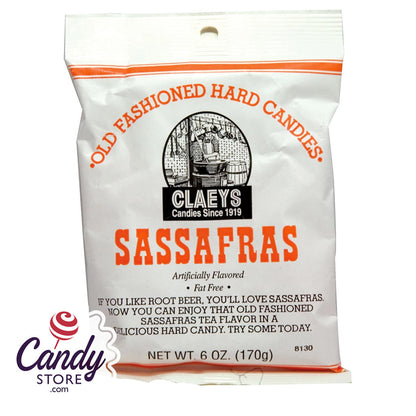 •OLD FASHIONED HARD CANDIES•
CLAEYS
Candies Since 1919
SASSAFRAS
Artificially Flavored
• Fat Free •
IF YOU LIKE ROOT BEER, YOU'LL LOVE SASSAFRAS.
NOW YOU CAN ENJOY THAT OLD FASHIONED
SASSAFRAS TEA FLAVOR IN A
DELICIOUS HARD CANDY. TRY SOME TODAY.
NET WT. 6 OZ. (170g)
8130
Candy
STORE.com